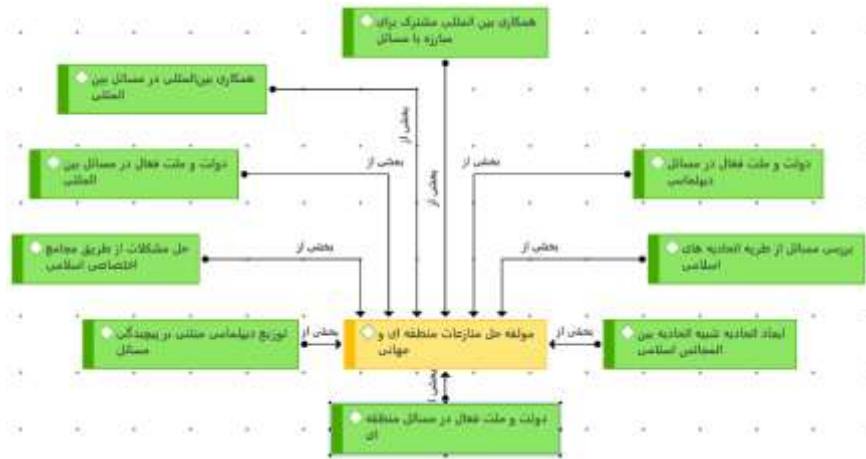 همکاری بین المللی مشترک برای
مبارزه با مسائل
همکاری بین‌المللی در مسائل بین
المللی
بخشی از
دولت و ملت فعال در مسائل بین
المللی
بخشی از
بخشی از
بخشی از
دولت و ملت فعال در مسائل
دیپلماسی
حل مشکلات از طریق مجامع
اختصاصی اسلامی
بخشی از
بخشی از
بررسی مسائل از طریه اتحادیه های
اسلامی
توزیع دیپلماسی مبتنی بر پیچیدگی
مسائل
بخشی از
مولفه حل منازعات منطقه ای و
جهانی
بخشی از
ایجاد اتحادیه شبیه اتحادیه بین
المجالس اسلامی
بخشی از
دولت و ملت فعال در مسائل منطقه
ای